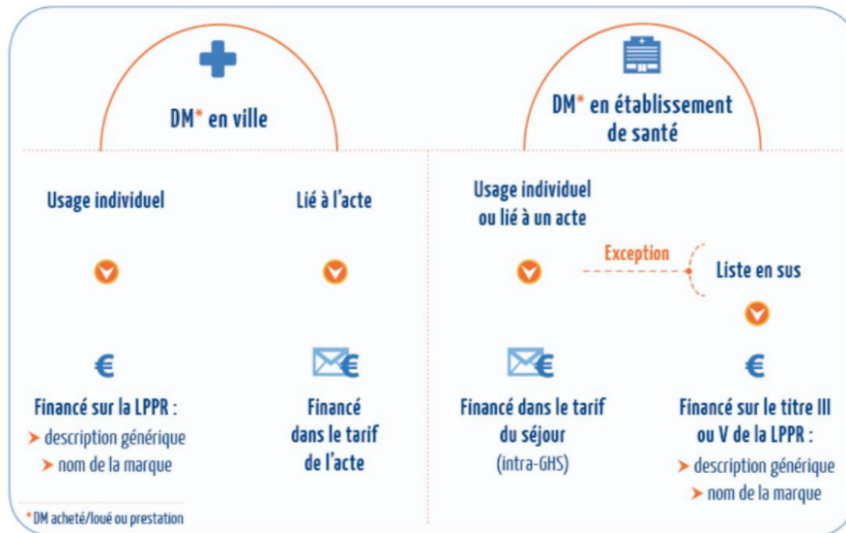 DM* en ville
DM* en établissement
de santé
Usage individuel
Lié à l'acte
Usage individuel
ou lié à un acte
Exception
Liste en sus
€
Financé sur la LPPR :
➤ description générique
➤ nom de la marque
€
Financé
dans le tarif
de l'acte
€
Financé dans le tarif
du séjour
(intra-GHS)
€
Financé sur le titre III
ou V de la LPPR :
➤ description générique
➤ nom de la marque
* DM acheté/loué ou prestation